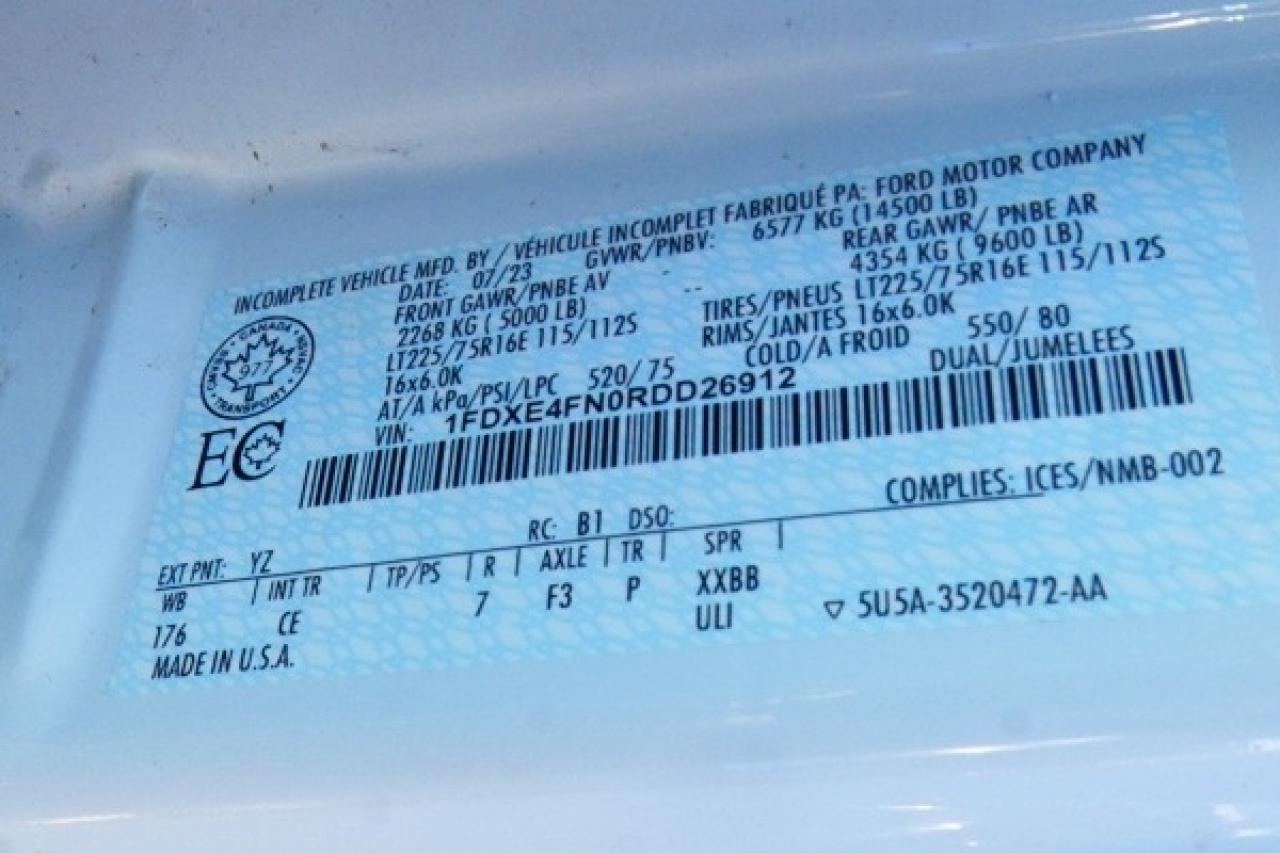 INCOMPLETE VEHICLE MFD. BY / VÉHICULE INCOMPLET FABRIQUÉ PA: FORD MOTOR COMPANY
DATE: 07/23 GVWR/PNBV: 6577 KG (14500 LB)
FRONT GAWR/PNBE AV -- REAR GAWR/ PNBE AR
2268 KG ( 5000 LB) 4354 KG ( 9600 LB)
LT225/75R16E 115/112S TIRES/PNEUS LT225/75R16E 115/112S
16x6.0K RIMS/JANTES 16x6.0K
AT/A kPa/PSI/LPC 520/ 75 COLD/A FROID 550/ 80
VIN: 1FDXE4FN0RDD26912 DUAL/JUMELEES
CANADA
977
TRANSPORT
EC
COMPLIES: ICES/NMB-002
EXT PNT: YZ RC: B1 DSO:
WB | INT TR | TP/PS | R | AXLE | TR | SPR |
176 CE 7 F3 P XXBB
ULI ▽ 5U5A-3520472-AA
MADE IN U.S.A.